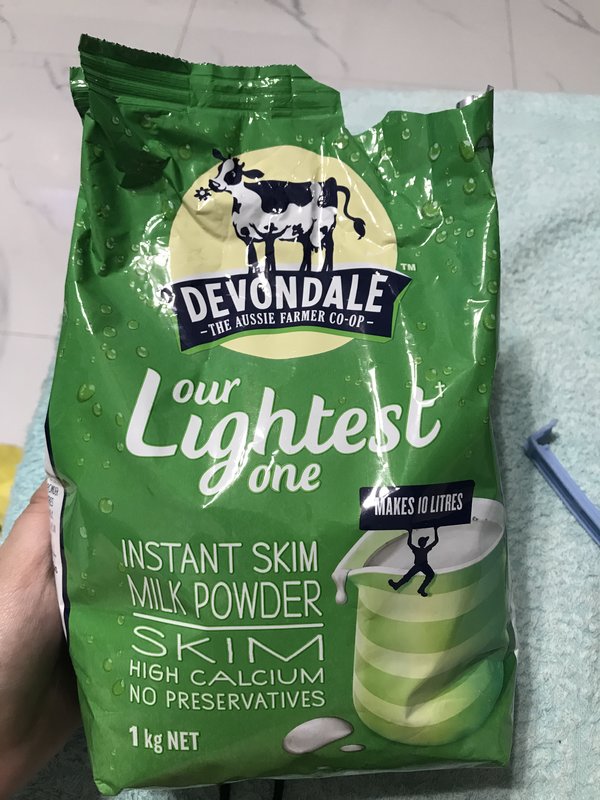 DEVONDALE™
- THE AUSSIE FARMER CO-OP -
our
Lightest†
one
MAKES 10 LITRES
INSTANT SKIM
MILK POWDER
SKIM
HIGH CALCIUM
NO PRESERVATIVES
1 kg NET